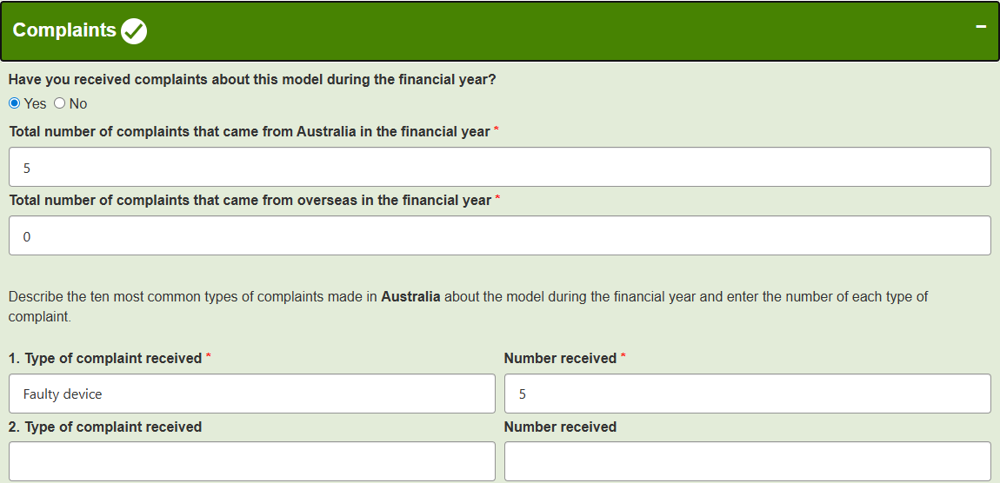 Complaints
Have you received complaints about this model during the financial year?
Yes No
Total number of complaints that came from Australia in the financial year *
5
Total number of complaints that came from overseas in the financial year *
0
Describe the ten most common types of complaints made in Australia about the model during the financial year and enter the number of each type of
complaint.
1. Type of complaint received * Number received *
Faulty device 5
2. Type of complaint received Number received